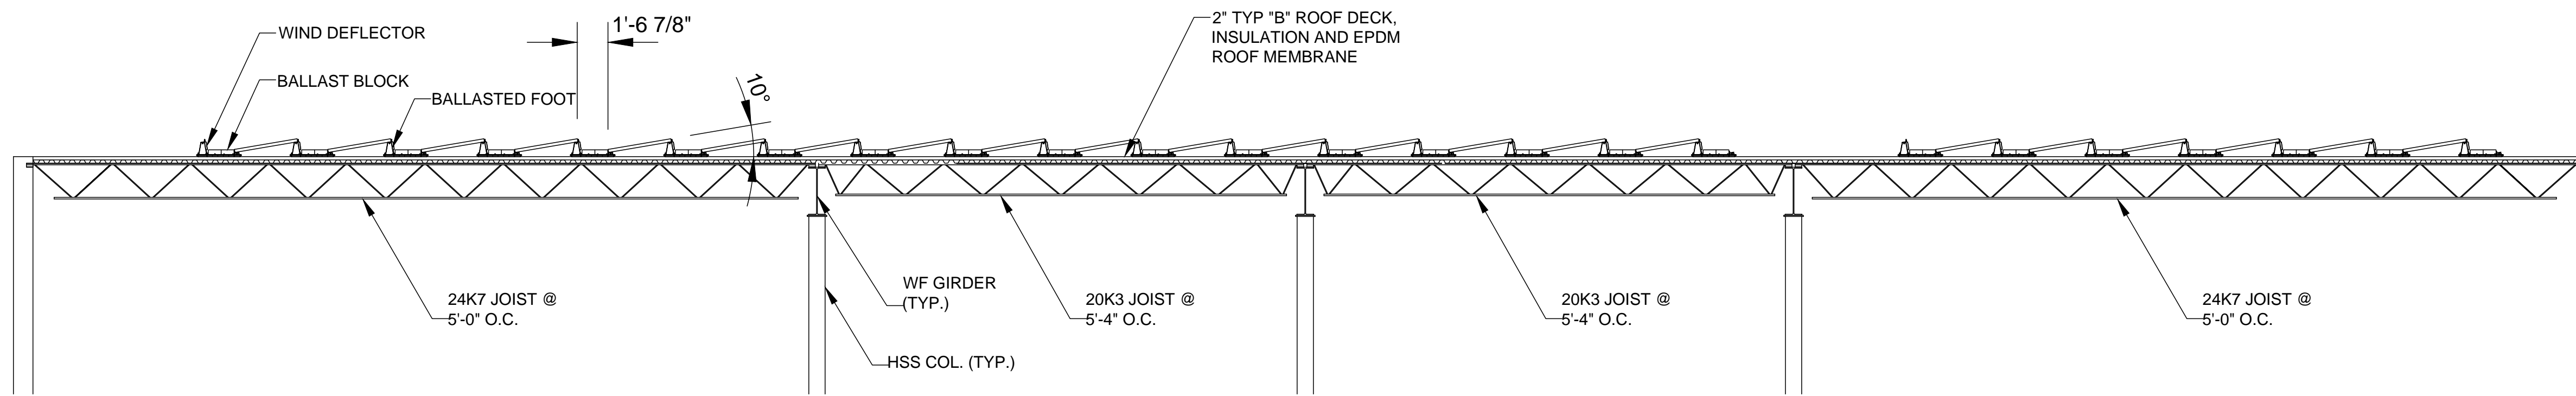 WIND DEFLECTOR
1'-6 7/8"
2" TYP "B" ROOF DECK,
INSULATION AND EPDM
ROOF MEMBRANE
BALLAST BLOCK
BALLASTED FOOT
10°
24K7 JOIST @
5'-0" O.C.
WF GIRDER
(TYP.)
HSS COL. (TYP.)
20K3 JOIST @
5'-4" O.C.
20K3 JOIST @
5'-4" O.C.
24K7 JOIST @
5'-0" O.C.